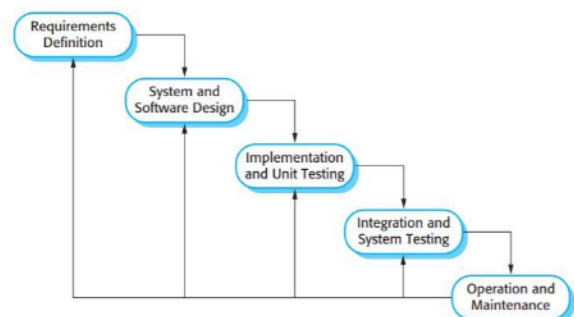 Requirements
Definition
System and
Software Design
Implementation
and Unit Testing
Integration and
System Testing
Operation and
Maintenance